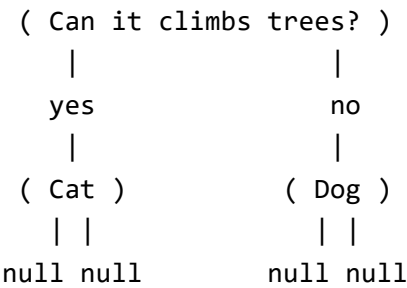 ( Can it climbs trees? )
| |
yes no
| |
( Cat ) ( Dog )
| | | |
null null null null